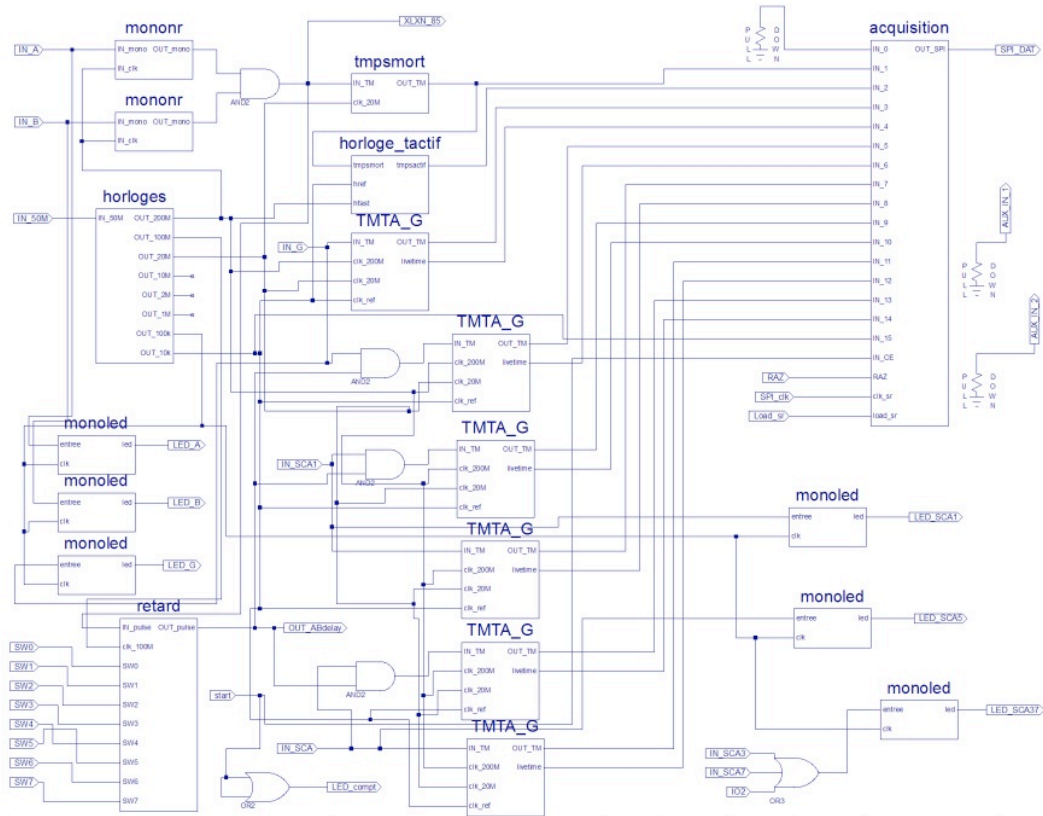 XLXN_85
mononr
IN_A
IN_mono OUT_mono
IN_clk
AND2
mononr
IN_B
IN_mono OUT_mono
IN_clk
tmpsmort
IN_TM OUT_TM
clk_20M
horloge_tactif
tmpsmort tmpsactif
href
htest
horloges
IN_50M
IN_50M OUT_200M
OUT_100M
OUT_20M
OUT_10M
OUT_2M
OUT_1M
OUT_100k
OUT_10k
TMTA_G
IN_G
IN_TM OUT_TM
clk_200M livetime
clk_20M
clk_ref
TMTA_G
AND2
IN_TM OUT_TM
clk_200M livetime
clk_20M
clk_ref
TMTA_G
IN_SCA1
AND2
IN_TM OUT_TM
clk_200M livetime
clk_20M
clk_ref
TMTA_G
IN_TM OUT_TM
clk_200M livetime
clk_20M
clk_ref
TMTA_G
AND2
IN_TM OUT_TM
clk_200M livetime
clk_20M
clk_ref
TMTA_G
IN_SCA
IN_TM OUT_TM
clk_200M livetime
clk_20M
clk_ref
PULL DOWN
acquisition
IN_0 OUT_SPI
SPI_DAT
IN_1
IN_2
IN_3
IN_4
IN_5
IN_6
IN_7
IN_8
IN_9
IN_10
IN_11
IN_12
IN_13
IN_14
IN_15
IN_CE
RAZ
RAZ
SPI_clk
clk_sr
Load_sr
load_sr
AUX_IN_1
PULL DOWN
AUX_IN_2
PULL DOWN
monoled
entree led
clk
LED_A
monoled
entree led
clk
LED_B
monoled
entree led
clk
LED_G
retard
IN_pulse OUT_pulse
clk_100M
OUT_ABdelay
SW0 SW0
SW1 SW1
SW2 SW2
SW3 SW3
SW4 SW4
SW5 SW5
SW6 SW6
SW7 SW7
start
OR2
LED_compt
monoled
entree led
clk
LED_SCA1
monoled
entree led
clk
LED_SCA5
monoled
entree led
clk
LED_SCA37
IN_SCA3
IN_SCA7
IO2
OR3